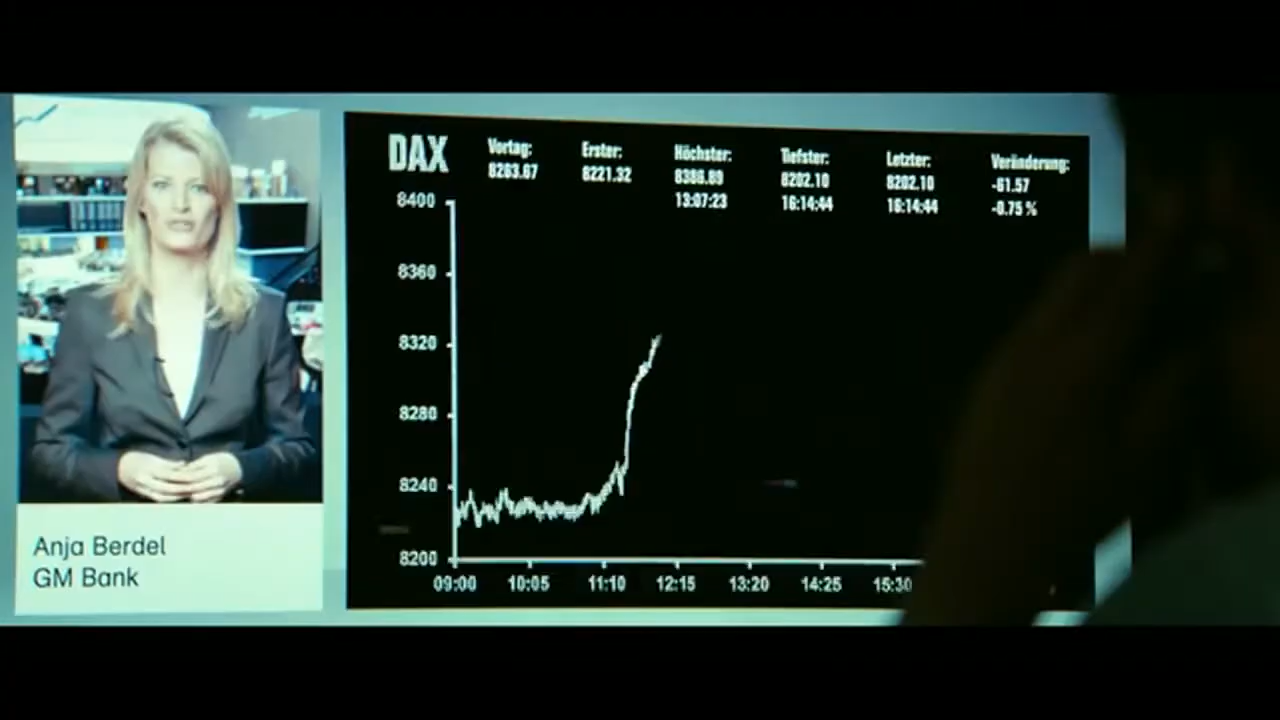 DAX
Vortag:
8263.67
Erster:
8221.32
Höchster:
8386.89
13:07:23
Tiefster:
8202.10
16:14:44
Letzter:
8202.10
16:14:44
Veränderung:
-61.57
-0.75 %
8400
8360
8320
8280
8240
8200
09:00 10:05 11:10 12:15 13:20 14:25 15:30
Anja Berdel
GM Bank